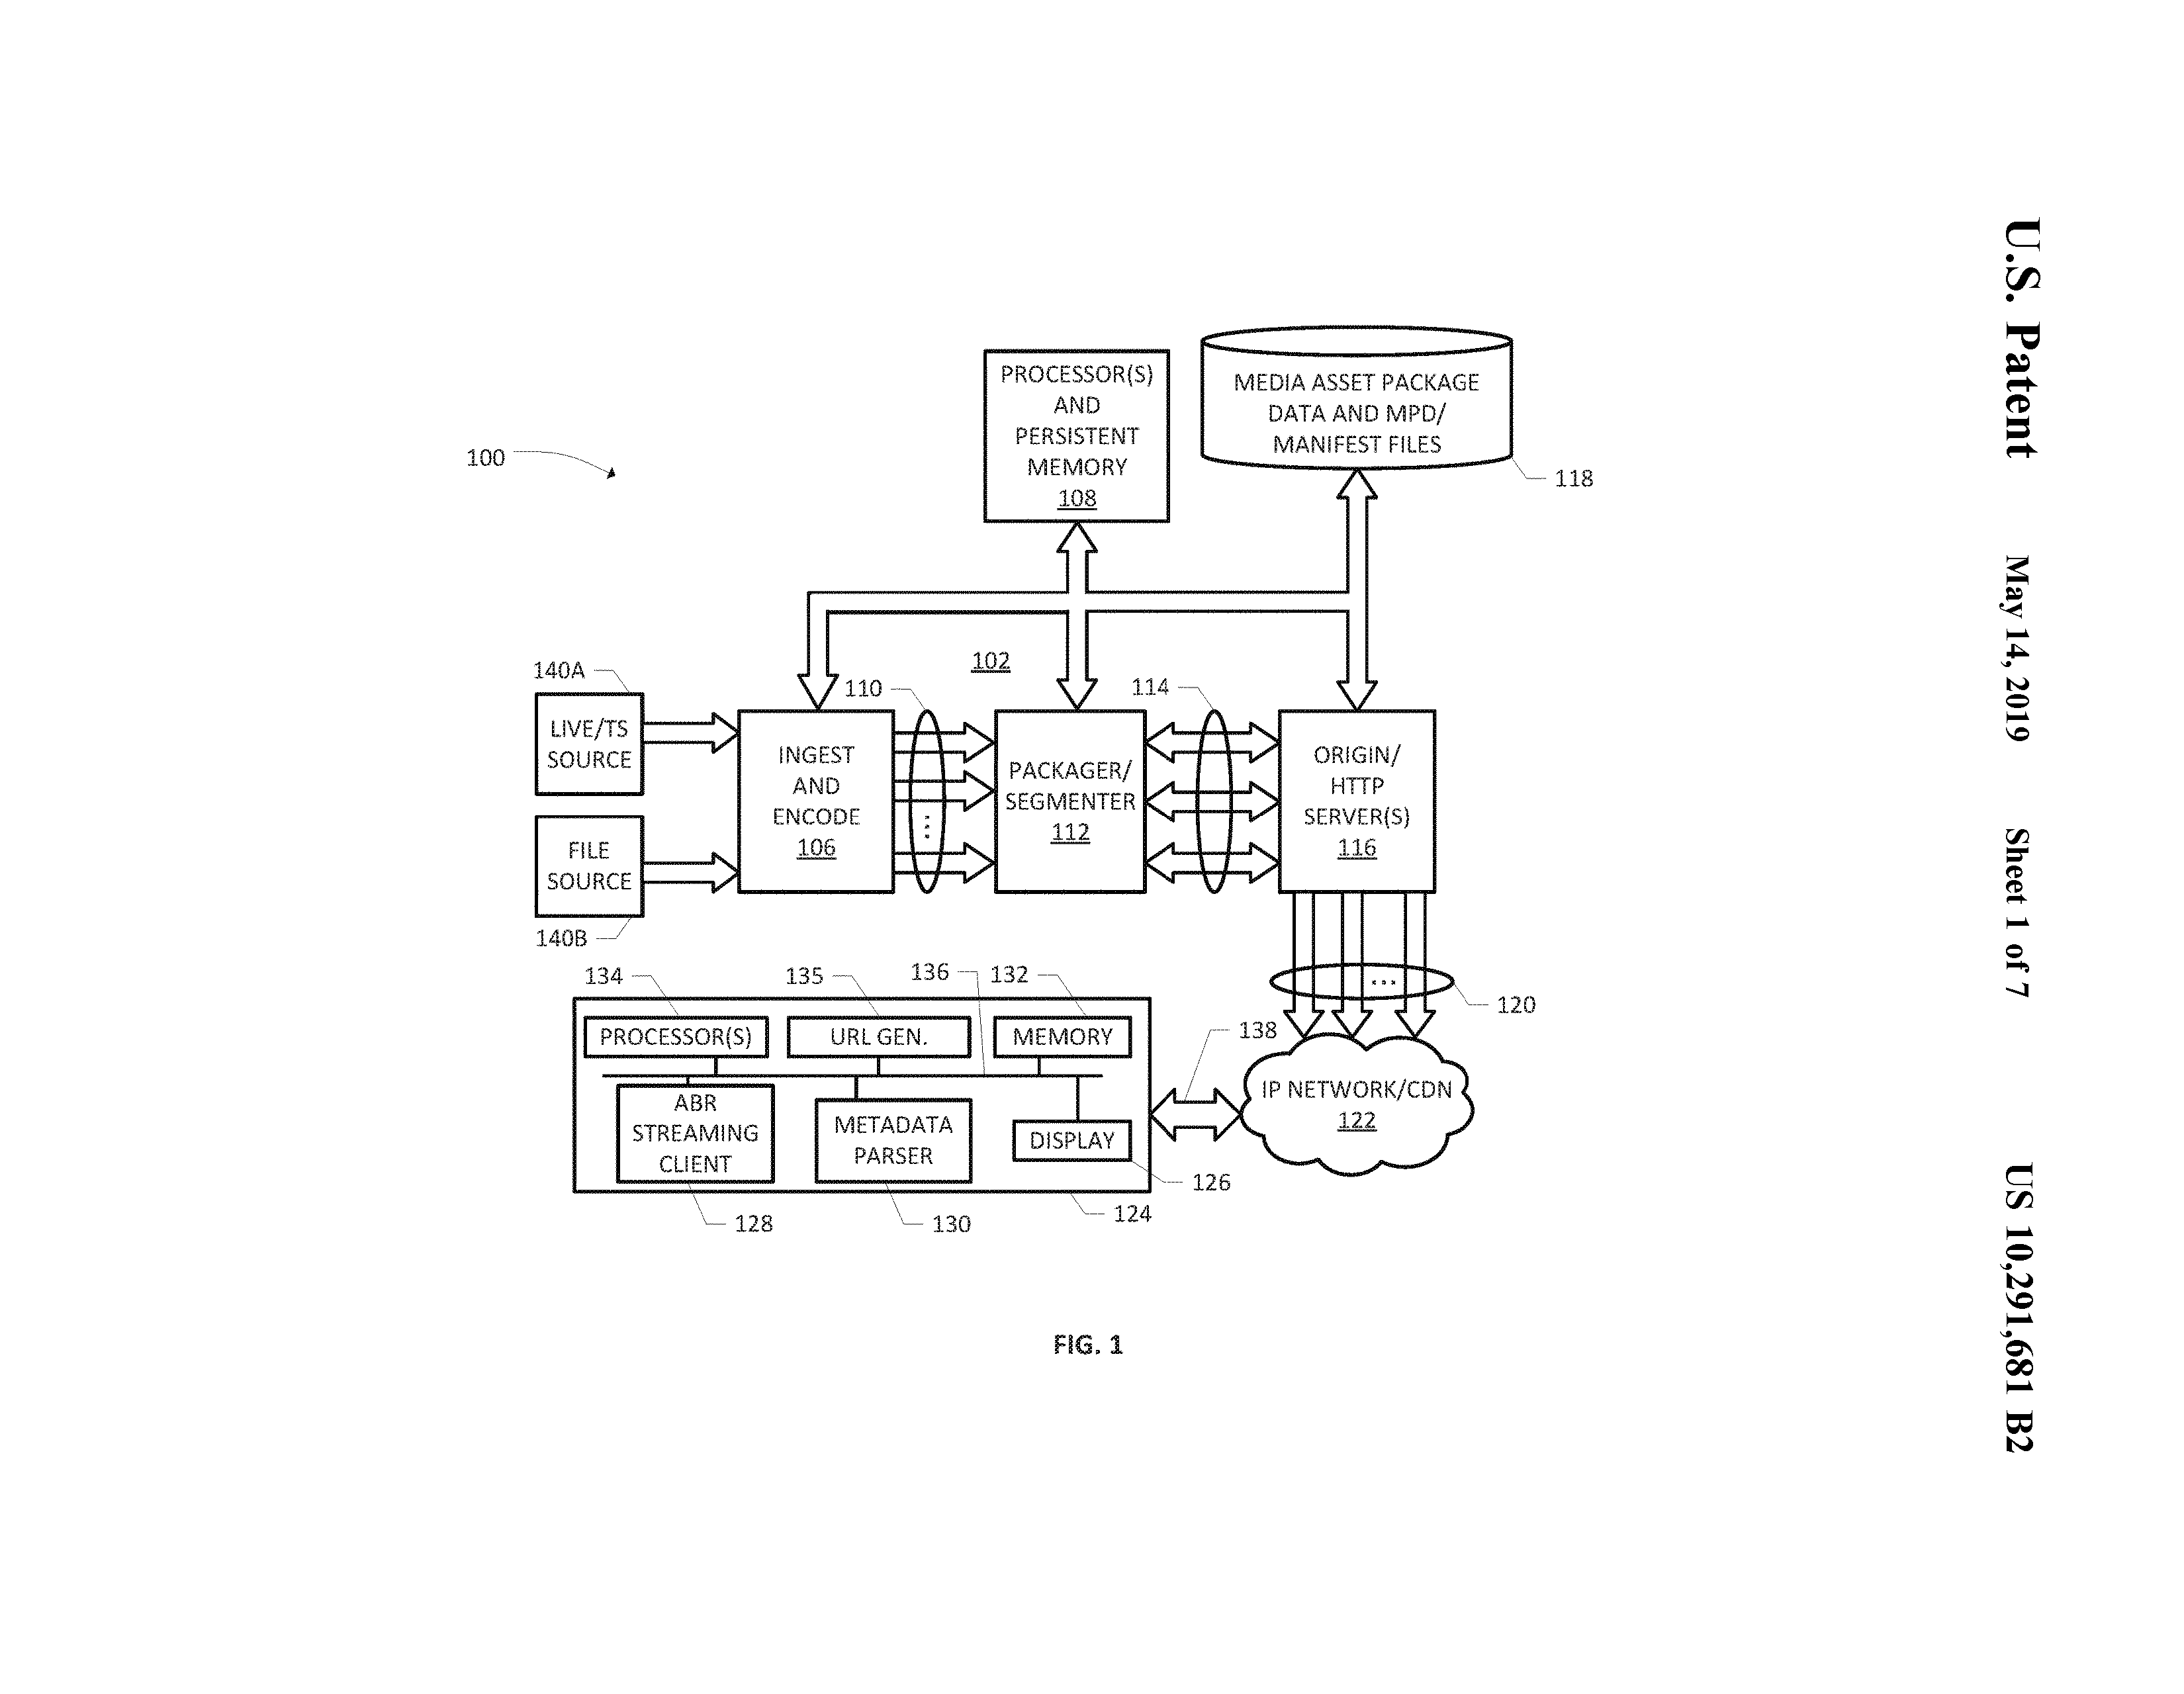 U.S. Patent May 14, 2019 Sheet 1 of 7 US 10,291,681 B2
100
PROCESSOR(S)
AND
PERSISTENT
MEMORY
108
MEDIA ASSET PACKAGE
DATA AND MPD/
MANIFEST FILES
118
102
140A
LIVE/TS
SOURCE
FILE
SOURCE
140B
INGEST
AND
ENCODE
106
110
PACKAGER/
SEGMENTER
112
114
ORIGIN/
HTTP
SERVER(S)
116
120
134
135
136
132
PROCESSOR(S)
URL GEN.
MEMORY
ABR
STREAMING
CLIENT
METADATA
PARSER
DISPLAY
128
130
124
126
138
IP NETWORK/CDN
122
FIG. 1